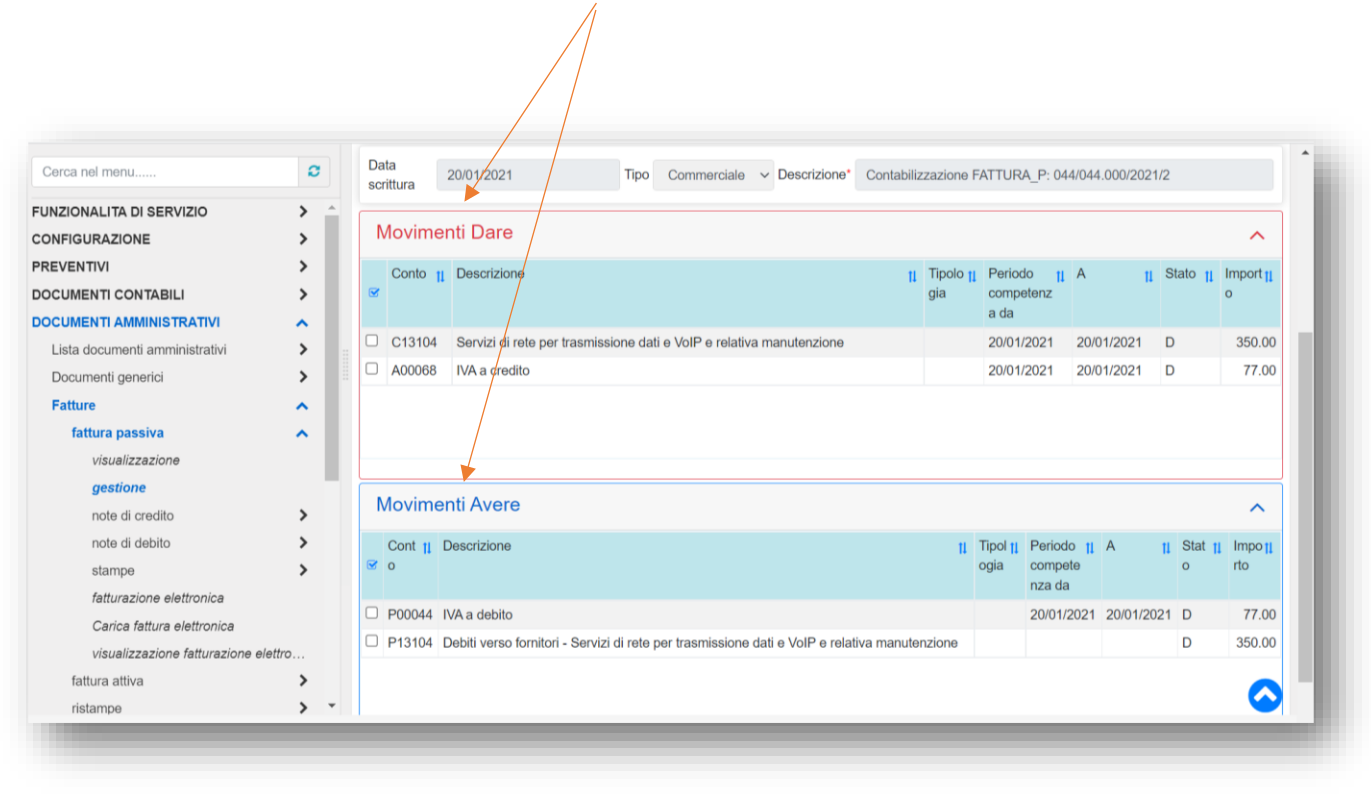 Cerca nel menu......
FUNZIONALITA DI SERVIZIO
CONFIGURAZIONE
PREVENTIVI
DOCUMENTI CONTABILI
DOCUMENTI AMMINISTRATIVI
Lista documenti amministrativi
Documenti generici
Fatture
fattura passiva
visualizzazione
gestione
note di credito
note di debito
stampe
fatturazione elettronica
Carica fattura elettronica
visualizzazione fatturazione elettro...
fattura attiva
ristampe
Data scrittura 20/01/2021 Tipo Commerciale Descrizione* Contabilizzazione FATTURA_P: 044/044.000/2021/2
Movimenti Dare
Conto Descrizione Tipologia Periodo competenza da A Stato Importo
C13104 Servizi di rete per trasmissione dati e VoIP e relativa manutenzione 20/01/2021 20/01/2021 D 350.00
A00068 IVA a credito 20/01/2021 20/01/2021 D 77.00
Movimenti Avere
Conto Descrizione Tipologia Periodo competenza da A Stato Importo
P00044 IVA a debito 20/01/2021 20/01/2021 D 77.00
P13104 Debiti verso fornitori - Servizi di rete per trasmissione dati e VoIP e relativa manutenzione D 350.00